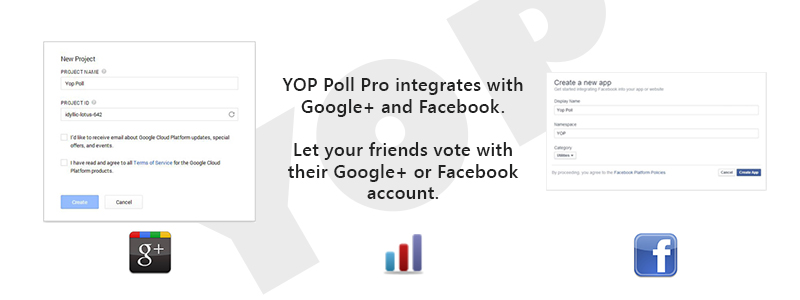 YOP
New Project
PROJECT NAME
Yop Poll
PROJECT ID
idyllic-lotus-642
I'd like to receive email about Google Cloud Platform updates, special
offers, and events.
I have read and agree to all Terms of Service for the Google Cloud
Platform products.
Create
Cancel
g+
YOP Poll Pro integrates with
Google+ and Facebook.
Let your friends vote with
their Google+ or Facebook
account.
Create a new app
Get started integrating Facebook into your app or website
Display Name
Yop Poll
Namespace
YOP
Category
Utilities
By proceeding, you agree to the Facebook Platform Policies
Cancel
Create App
f